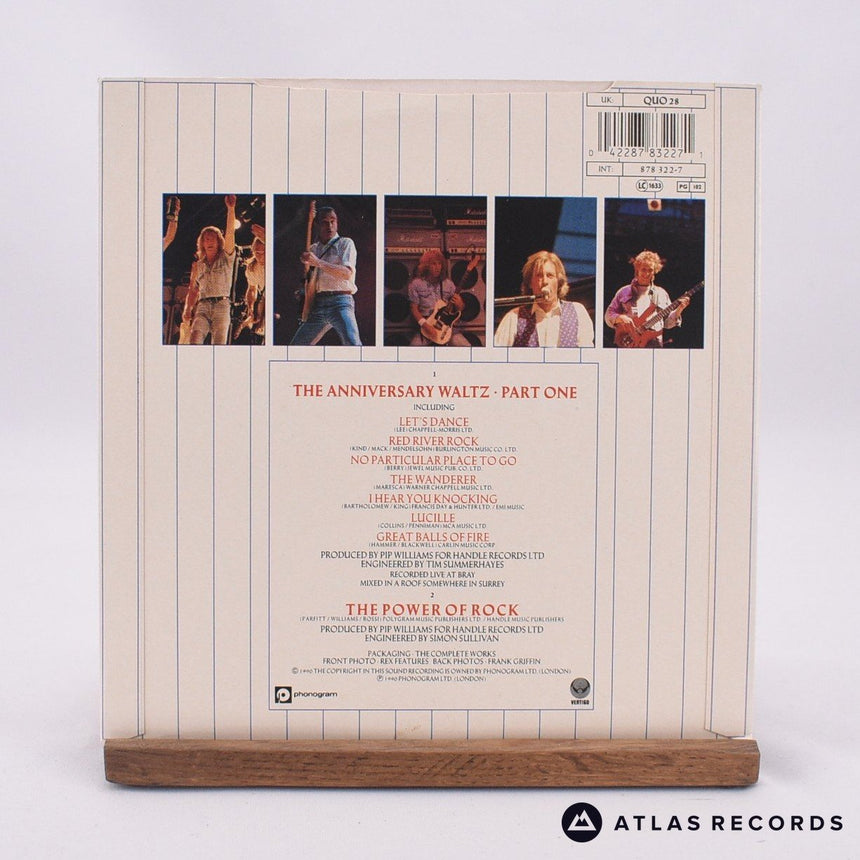 UK: QUO 28
0 42287 83227 1
INT: 878 322-7
LC 1633 PG 102
Marshall Marshall
1
THE ANNIVERSARY WALTZ · PART ONE
INCLUDING
LET'S DANCE
(LEE) CHAPPELL-MORRIS LTD.
RED RIVER ROCK
(KING / MACK / MENDELSOHN) BURLINGTON MUSIC CO. LTD.
NO PARTICULAR PLACE TO GO
(BERRY) JEWEL MUSIC PUB. CO. LTD.
THE WANDERER
(MARESCA) WARNER CHAPPELL MUSIC LTD.
I HEAR YOU KNOCKING
(BARTHOLOMEW / KING) FRANCIS DAY & HUNTER LTD. / EMI MUSIC
LUCILLE
(COLLINS / PENNIMAN) MCA MUSIC LTD.
GREAT BALLS OF FIRE
(HAMMER / BLACKWELL) CARLIN MUSIC CORP
PRODUCED BY PIP WILLIAMS FOR HANDLE RECORDS LTD
ENGINEERED BY TIM SUMMERHAYES
RECORDED LIVE AT BRAY
MIXED IN A ROOF SOMEWHERE IN SURREY
2
THE POWER OF ROCK
(PARFITT / WILLIAMS / ROSSI) POLYGRAM MUSIC PUBLISHERS LTD. / HANDLE MUSIC PUBLISHERS
PRODUCED BY PIP WILLIAMS FOR HANDLE RECORDS LTD
ENGINEERED BY SIMON SULLIVAN
PACKAGING · THE COMPLETE WORKS
FRONT PHOTO · REX FEATURES BACK PHOTOS · FRANK GRIFFIN
© 1990 THE COPYRIGHT IN THIS SOUND RECORDING IS OWNED BY PHONOGRAM LTD. (LONDON)
℗ 1990 PHONOGRAM LTD. (LONDON)
phonogram
VERTIGO
ATLAS RECORDS